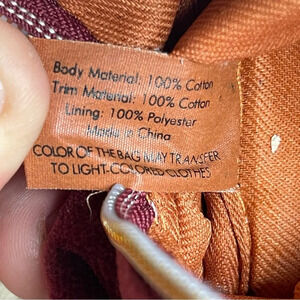 Body Material: 100% Cotton
Trim Material: 100% Cotton
Lining: 100% Polyester
Made in China
COLOR OF THE BAG MAY TRANSFER
TO LIGHT-COLORED CLOTHES